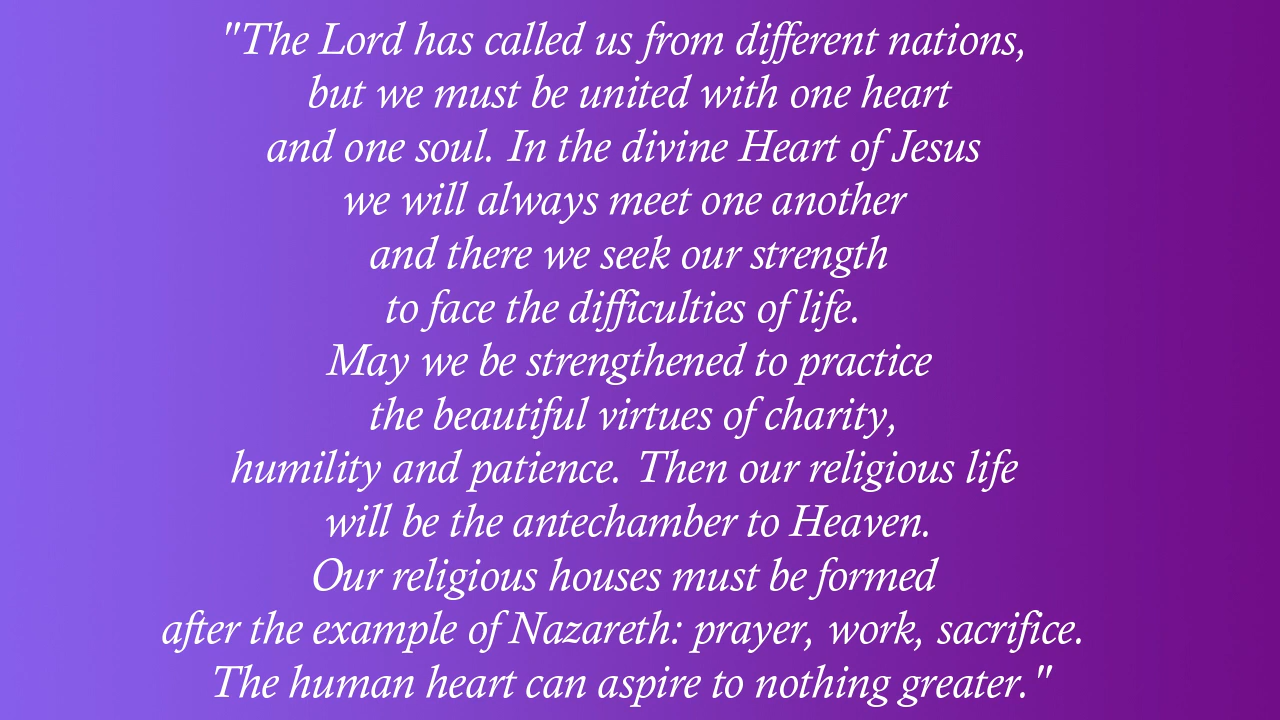 "The Lord has called us from different nations,
but we must be united with one heart
and one soul. In the divine Heart of Jesus
we will always meet one another
and there we seek our strength
to face the difficulties of life.
May we be strengthened to practice
the beautiful virtues of charity,
humility and patience. Then our religious life
will be the antechamber to Heaven.
Our religious houses must be formed
after the example of Nazareth: prayer, work, sacrifice.
The human heart can aspire to nothing greater."